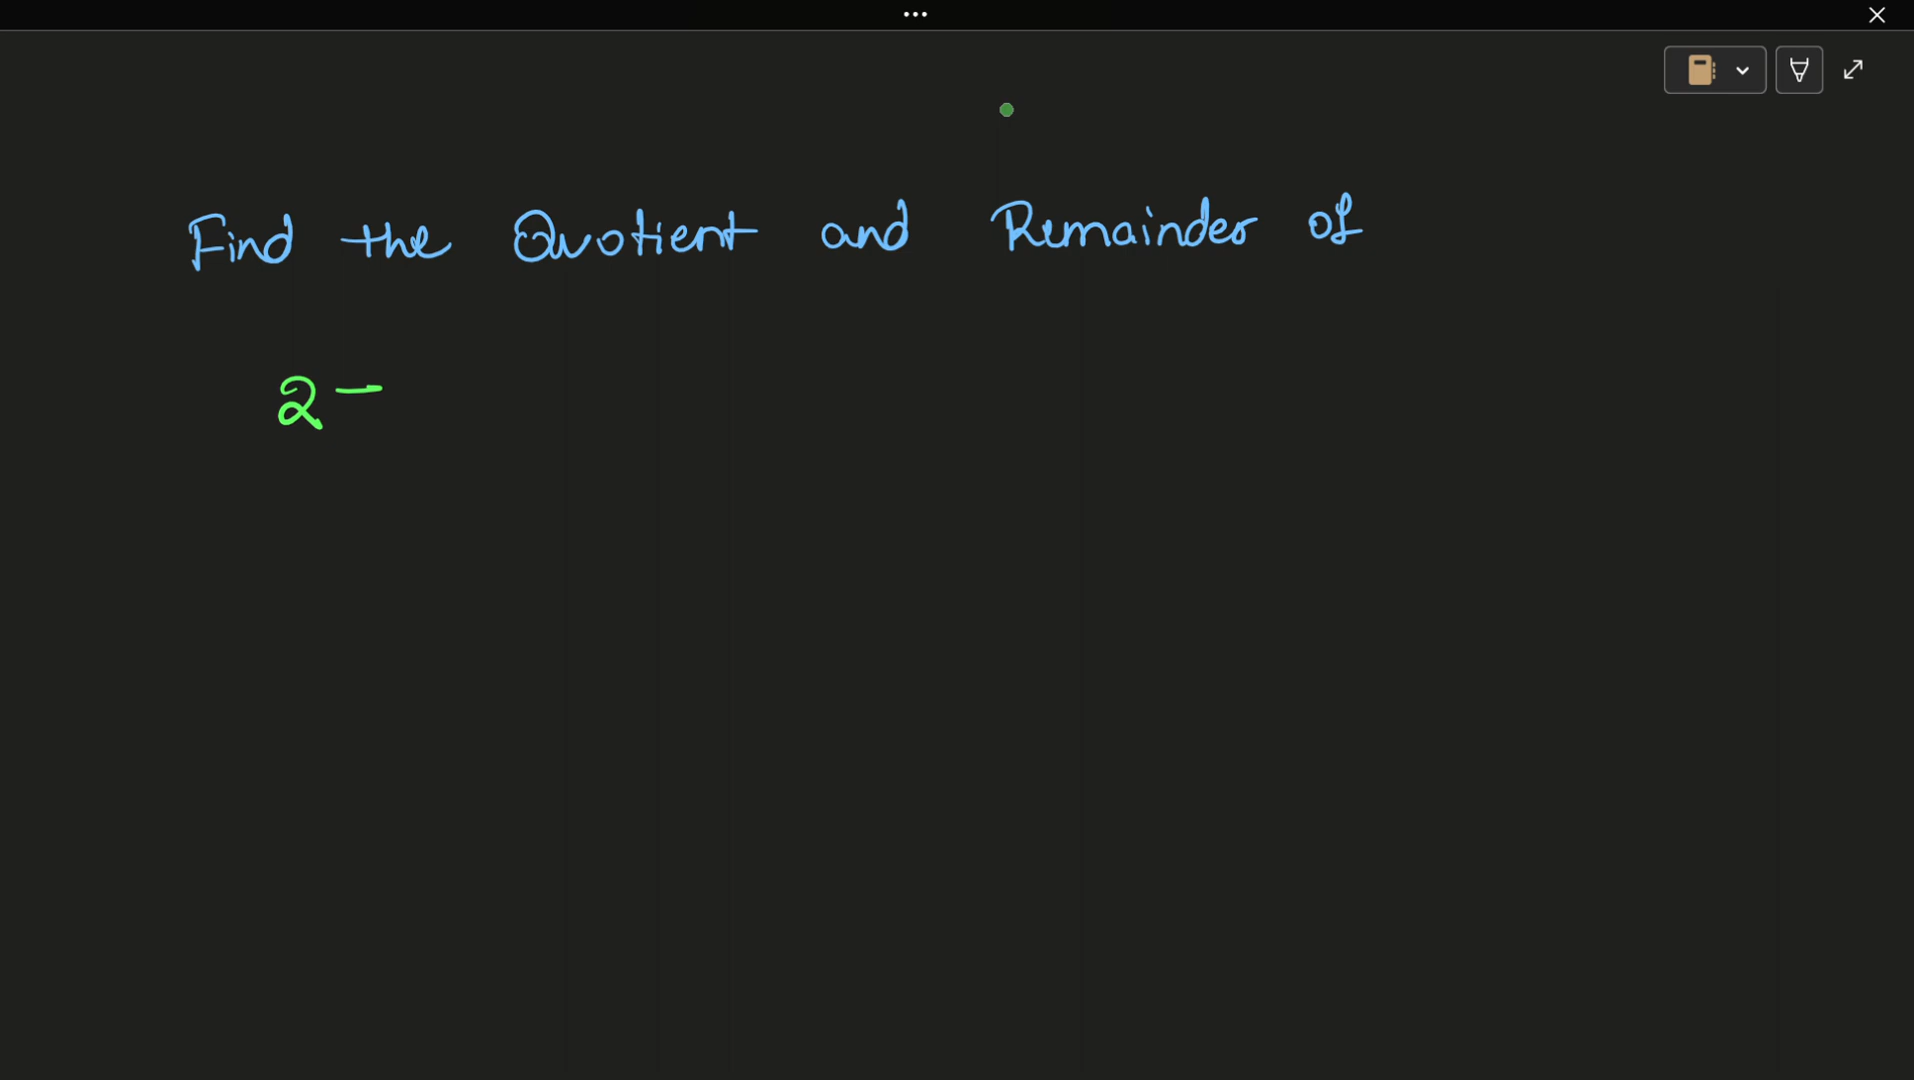 Find the Quotient and Remainder of
2 -